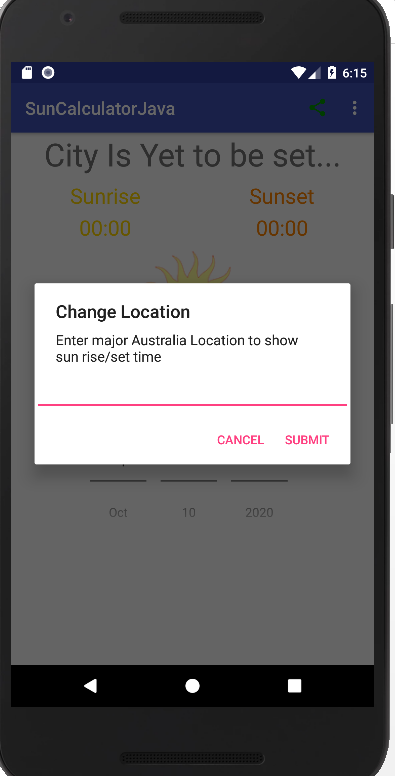 6:15
SunCalculatorJava
City Is Yet to be set...
Sunrise Sunset
00:00 00:00
Change Location
Enter major Australia Location to show
sun rise/set time
CANCEL SUBMIT
Oct 10 2020